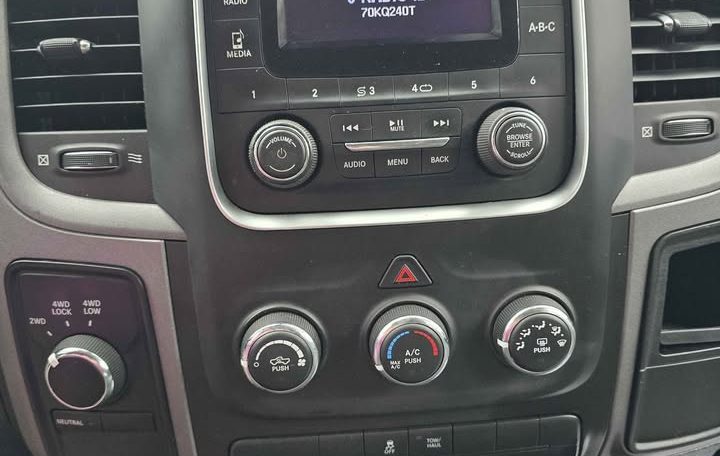 RADIO
70KQ240T
MEDIA
A-B-C
1 2 3 4 5 6
VOLUME
MUTE
TUNE
BROWSE
ENTER
SCROLL
AUDIO MENU BACK
4WD
LOCK
4WD
LOW
2WD
NEUTRAL
PUSH
A/C
PUSH
MAX
A/C
PUSH
OFF
TOW/
HAUL